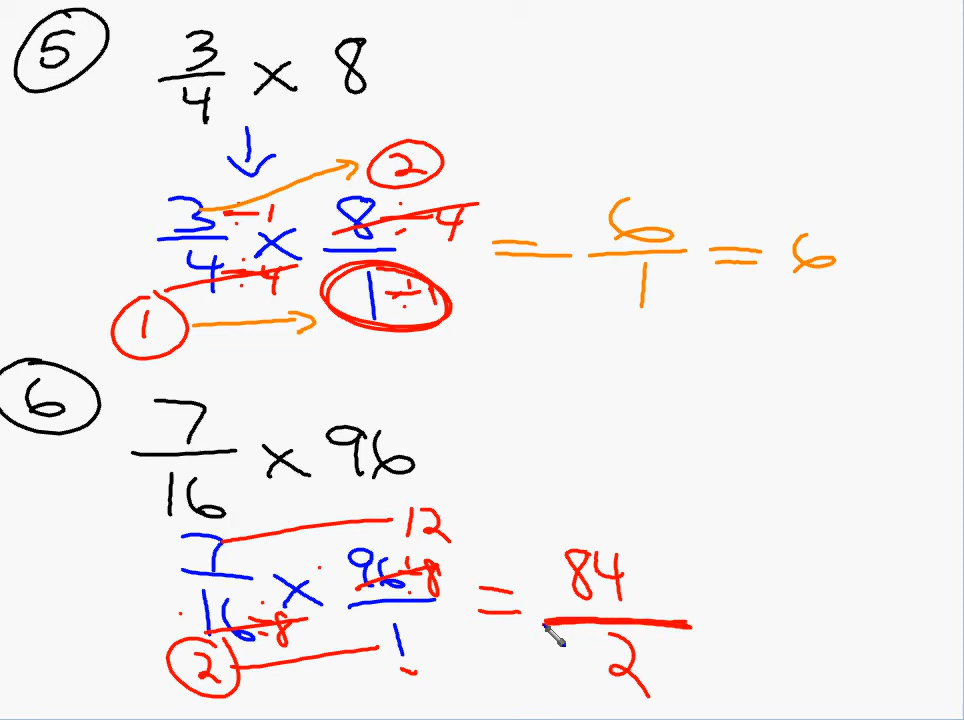 5
3/4 × 8
2
3 ÷ 1 / 4 ÷ 4 × 8 ÷ 4 / 1 ÷ 1 = 6/1 = 6
1
6
7/16 × 96
12
7 / 16 ÷ 8 × 96 ÷ 8 / 1 = 84/2
2